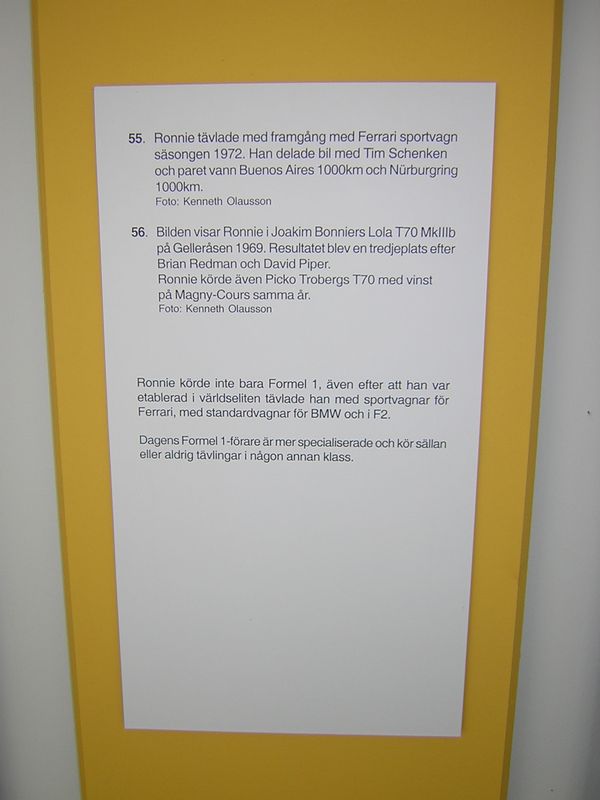 55. Ronnie tävlade med framgång med Ferrari sportvagn
säsongen 1972. Han delade bil med Tim Schenken
och paret vann Buenos Aires 1000km och Nürburgring
1000km.
Foto: Kenneth Olausson
56. Bilden visar Ronnie i Joakim Bonniers Lola T70 MkIIIb
på Gelleråsen 1969. Resultatet blev en tredjeplats efter
Brian Redman och David Piper.
Ronnie körde även Picko Trobergs T70 med vinst
på Magny-Cours samma år.
Foto: Kenneth Olausson
Ronnie körde inte bara Formel 1, även efter att han var
etablerad i världseliten tävlade han med sportvagnar för
Ferrari, med standardvagnar för BMW och i F2.
Dagens Formel 1-förare är mer specialiserade och kör sällan
eller aldrig tävlingar i någon annan klass.